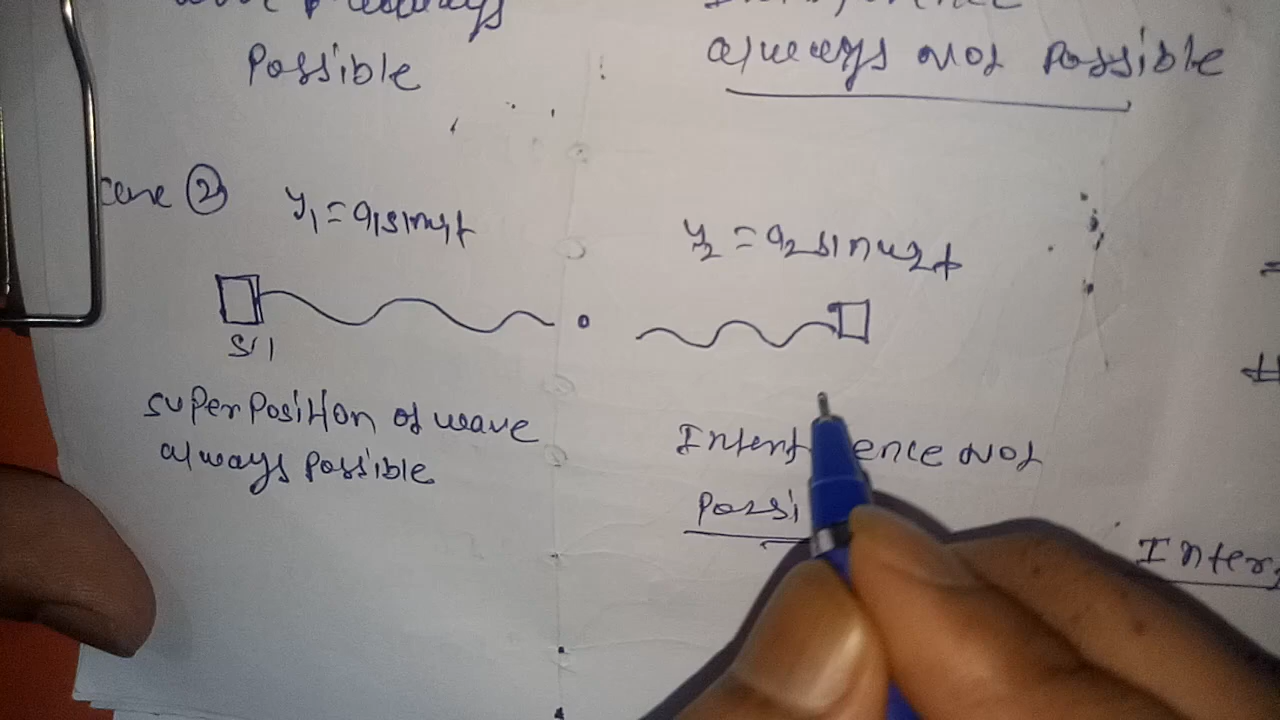 Possible
always Not Possible
case ②
y₁ = a₁sinω₁t
y₂ = a₂sinω₂t
S1
superposition of wave
always possible
ence Not
Possi
Inter